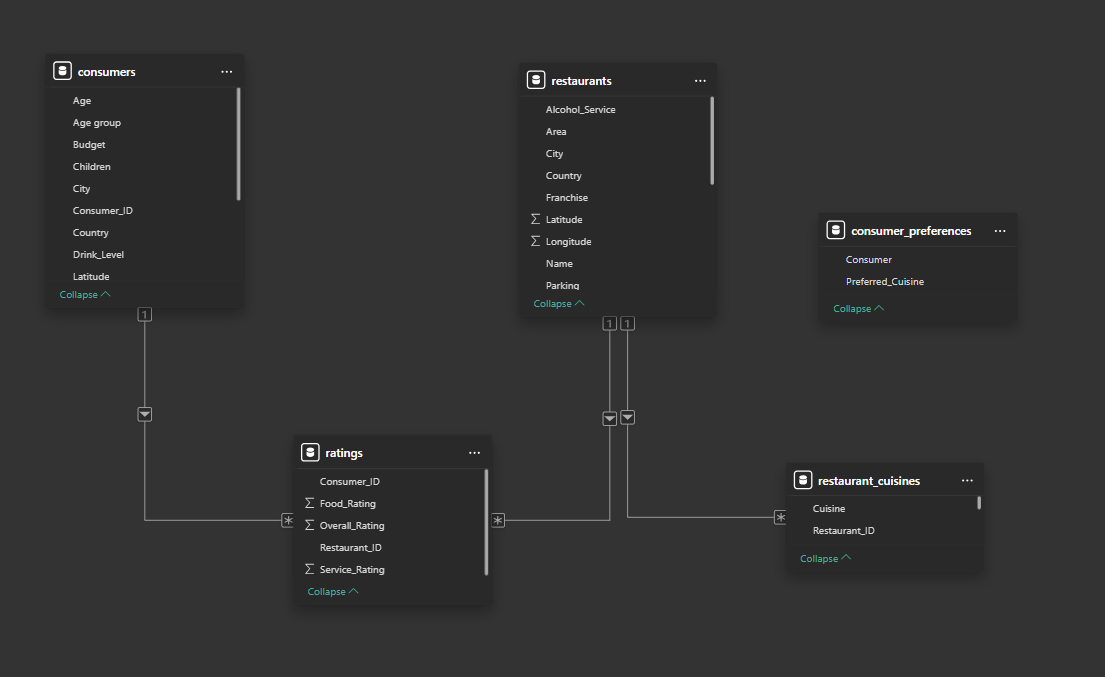 consumers
...
Age
Age group
Budget
Children
City
Consumer_ID
Country
Drink_Level
Latitude
Collapse
1
restaurants
...
Alcohol_Service
Area
City
Country
Franchise
Σ Latitude
Σ Longitude
Name
Parking
Collapse
1 1
consumer_preferences
...
Consumer
Preferred_Cuisine
Collapse
ratings
...
Consumer_ID
Σ Food_Rating
Σ Overall_Rating
Restaurant_ID
Σ Service_Rating
Collapse
* *
restaurant_cuisines
...
Cuisine
Restaurant_ID
Collapse
*